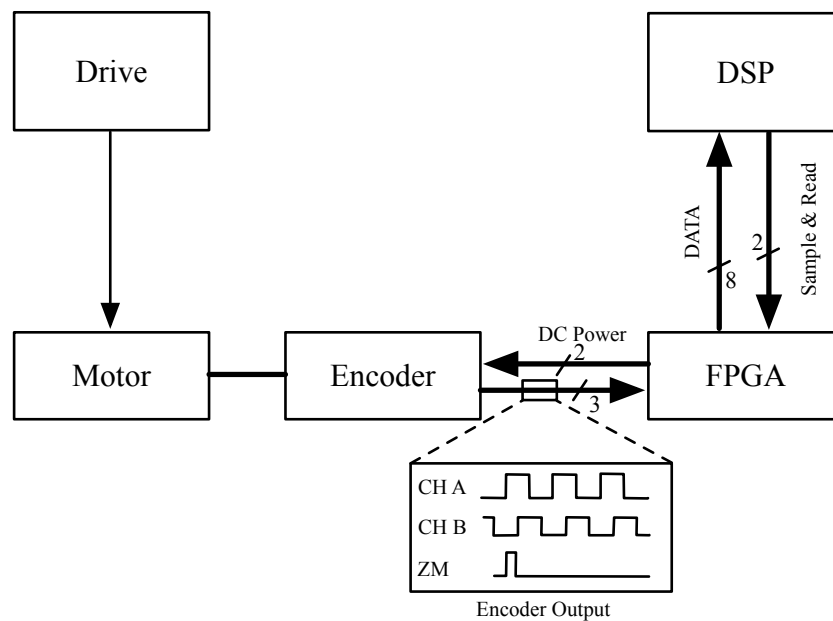 Drive
DSP
DATA
8
2
Sample & Read
Motor
Encoder
DC Power
2
3
FPGA
CH A
CH B
ZM
Encoder Output